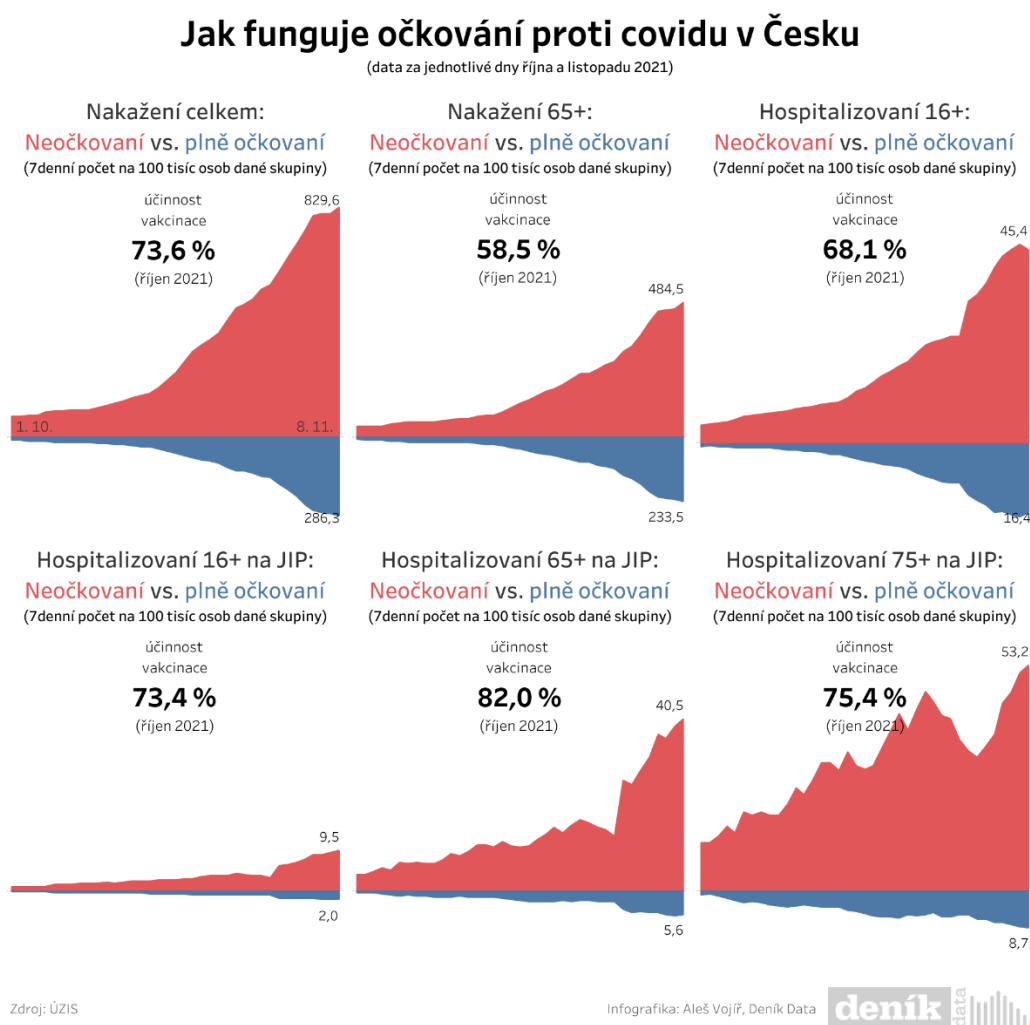 Jak funguje očkování proti covidu v Česku
(data za jednotlivé dny října a listopadu 2021)
Nakažení celkem:
Neočkovaní vs. plně očkovaní
(7denní počet na 100 tisíc osob dané skupiny)
účinnost
vakcinace
73,6 %
(říjen 2021)
829,6
1. 10.
8. 11.
286,3
Nakažení 65+:
Neočkovaní vs. plně očkovaní
(7denní počet na 100 tisíc osob dané skupiny)
účinnost
vakcinace
58,5 %
(říjen 2021)
484,5
233,5
Hospitalizovaní 16+:
Neočkovaní vs. plně očkovaní
(7denní počet na 100 tisíc osob dané skupiny)
účinnost
vakcinace
68,1 %
(říjen 2021)
45,4
16,4
Hospitalizovaní 16+ na JIP:
Neočkovaní vs. plně očkovaní
(7denní počet na 100 tisíc osob dané skupiny)
účinnost
vakcinace
73,4 %
(říjen 2021)
9,5
2,0
Hospitalizovaní 65+ na JIP:
Neočkovaní vs. plně očkovaní
(7denní počet na 100 tisíc osob dané skupiny)
účinnost
vakcinace
82,0 %
(říjen 2021)
40,5
5,6
Hospitalizovaní 75+ na JIP:
Neočkovaní vs. plně očkovaní
(7denní počet na 100 tisíc osob dané skupiny)
účinnost
vakcinace
75,4 %
(říjen 2021)
53,2
8,7
Zdroj: ÚZIS
Infografika: Aleš Vojíř, Deník Data
deník
data